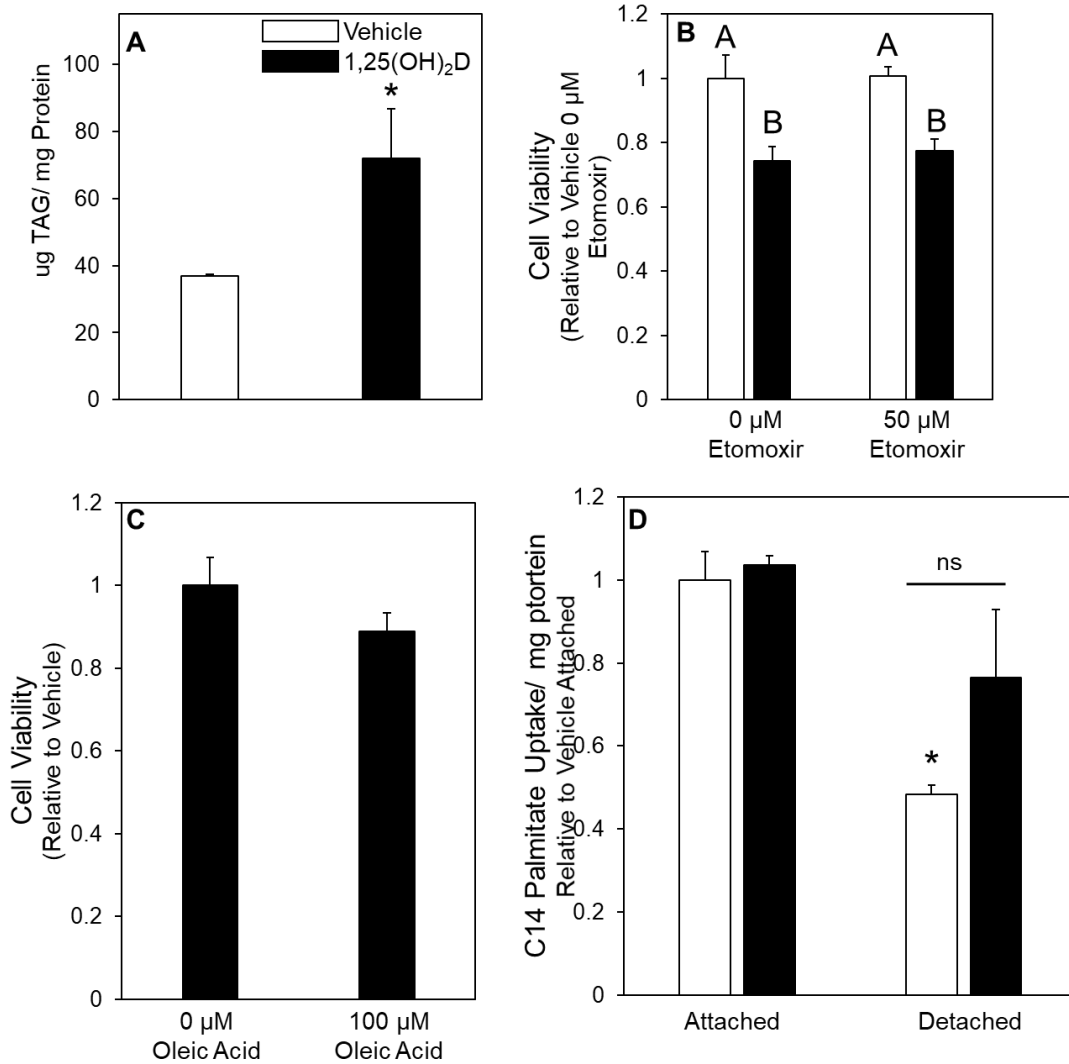 A
Vehicle
1,25(OH)₂D
*
ug TAG/ mg Protein
100
80
60
40
20
0
B
A
A
B
B
Cell Viability
(Relative to Vehicle 0 µM
Etomoxir)
1.2
1
0.8
0.6
0.4
0.2
0
0 µM
Etomoxir
50 µM
Etomoxir
C
Cell Viability
(Relative to Vehicle)
1.2
1
0.8
0.6
0.4
0.2
0
0 µM
Oleic Acid
100 µM
Oleic Acid
D
ns
*
C14 Palmitate Uptake/ mg ptortein
Relative to Vehicle Attached
1.2
1
0.8
0.6
0.4
0.2
0
Attached
Detached